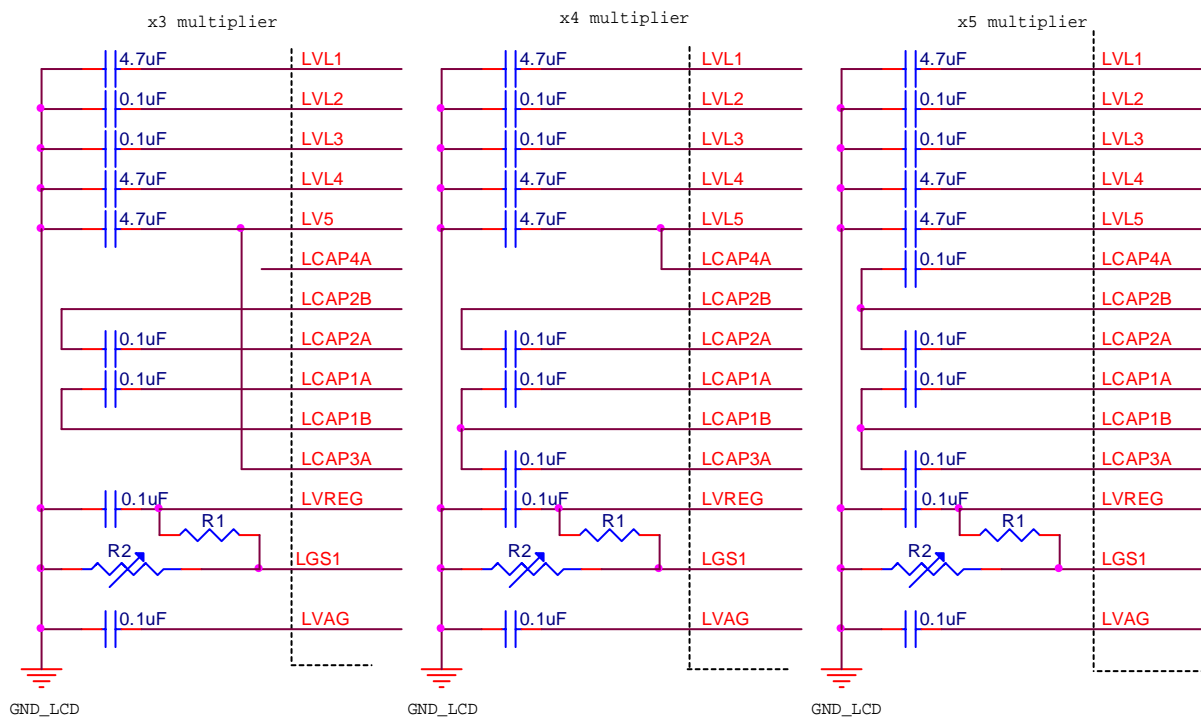 x3 multiplier
4.7uF LVL1
0.1uF LVL2
0.1uF LVL3
4.7uF LVL4
4.7uF LV5
LCAP4A
LCAP2B
0.1uF LCAP2A
0.1uF LCAP1A
LCAP1B
LCAP3A
0.1uF LVREG
R1
R2 LGS1
0.1uF LVAG
GND_LCD
x4 multiplier
4.7uF LVL1
0.1uF LVL2
0.1uF LVL3
4.7uF LVL4
4.7uF LVL5
LCAP4A
LCAP2B
0.1uF LCAP2A
0.1uF LCAP1A
LCAP1B
0.1uF LCAP3A
0.1uF LVREG
R1
R2 LGS1
0.1uF LVAG
GND_LCD
x5 multiplier
4.7uF LVL1
0.1uF LVL2
0.1uF LVL3
4.7uF LVL4
4.7uF LVL5
0.1uF LCAP4A
LCAP2B
0.1uF LCAP2A
0.1uF LCAP1A
LCAP1B
0.1uF LCAP3A
0.1uF LVREG
R1
R2 LGS1
0.1uF LVAG
GND_LCD